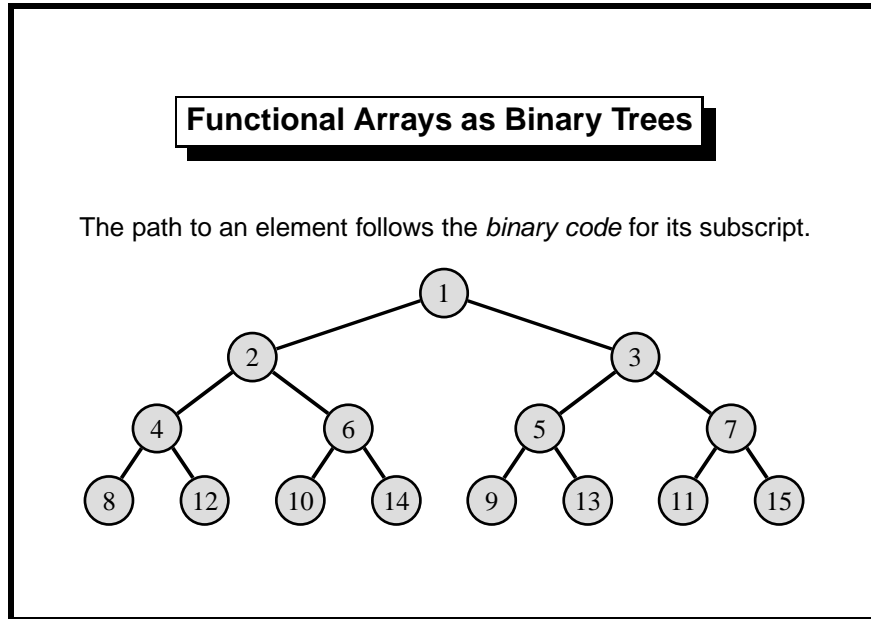 Functional Arrays as Binary Trees
The path to an element follows the binary code for its subscript.
1
2 3
4 6 5 7
8 12 10 14 9 13 11 15